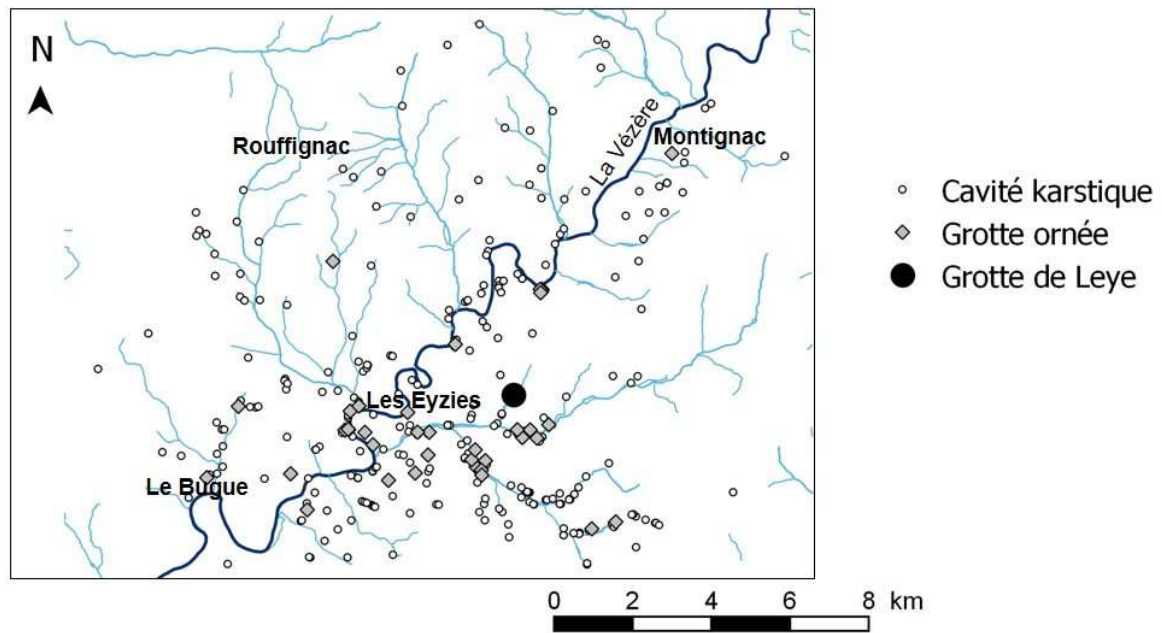 N
Rouffignac
La Vézère
Montignac
Les Eyzies
Le Bugue
Cavité karstique
Grotte ornée
Grotte de Leye
0 2 4 6 8 km